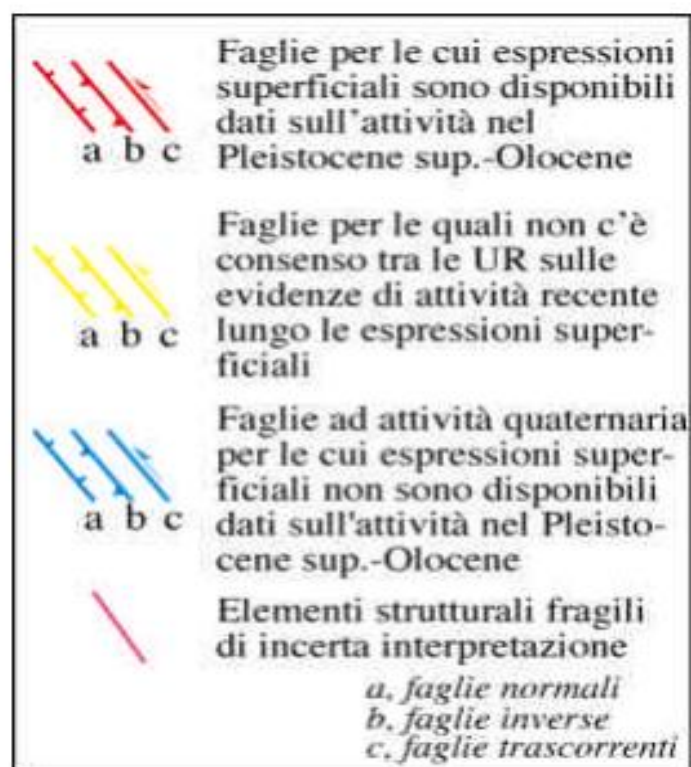 Faglie per le cui espressioni
superficiali sono disponibili
dati sull'attività nel
Pleistocene sup.-Olocene
a b c
Faglie per le quali non c'è
consenso tra le UR sulle
evidenze di attività recente
lungo le espressioni super-
ficiali
a b c
Faglie ad attività quaternaria
per le cui espressioni super-
ficiali non sono disponibili
dati sull'attività nel Pleisto-
cene sup.-Olocene
a b c
Elementi strutturali fragili
di incerta interpretazione
a, faglie normali
b, faglie inverse
c, faglie trascorrenti